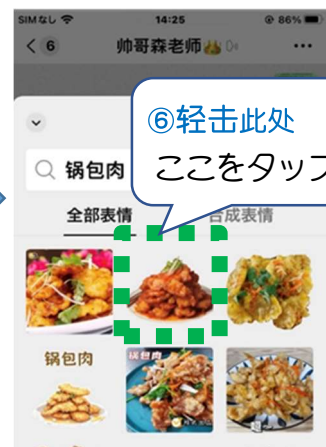 SIMなし 14:25 86%
6 帅哥森老师
⑥轻击此处
ここをタップ
锅包肉
全部表情 合成表情
锅包肉
锅包肉